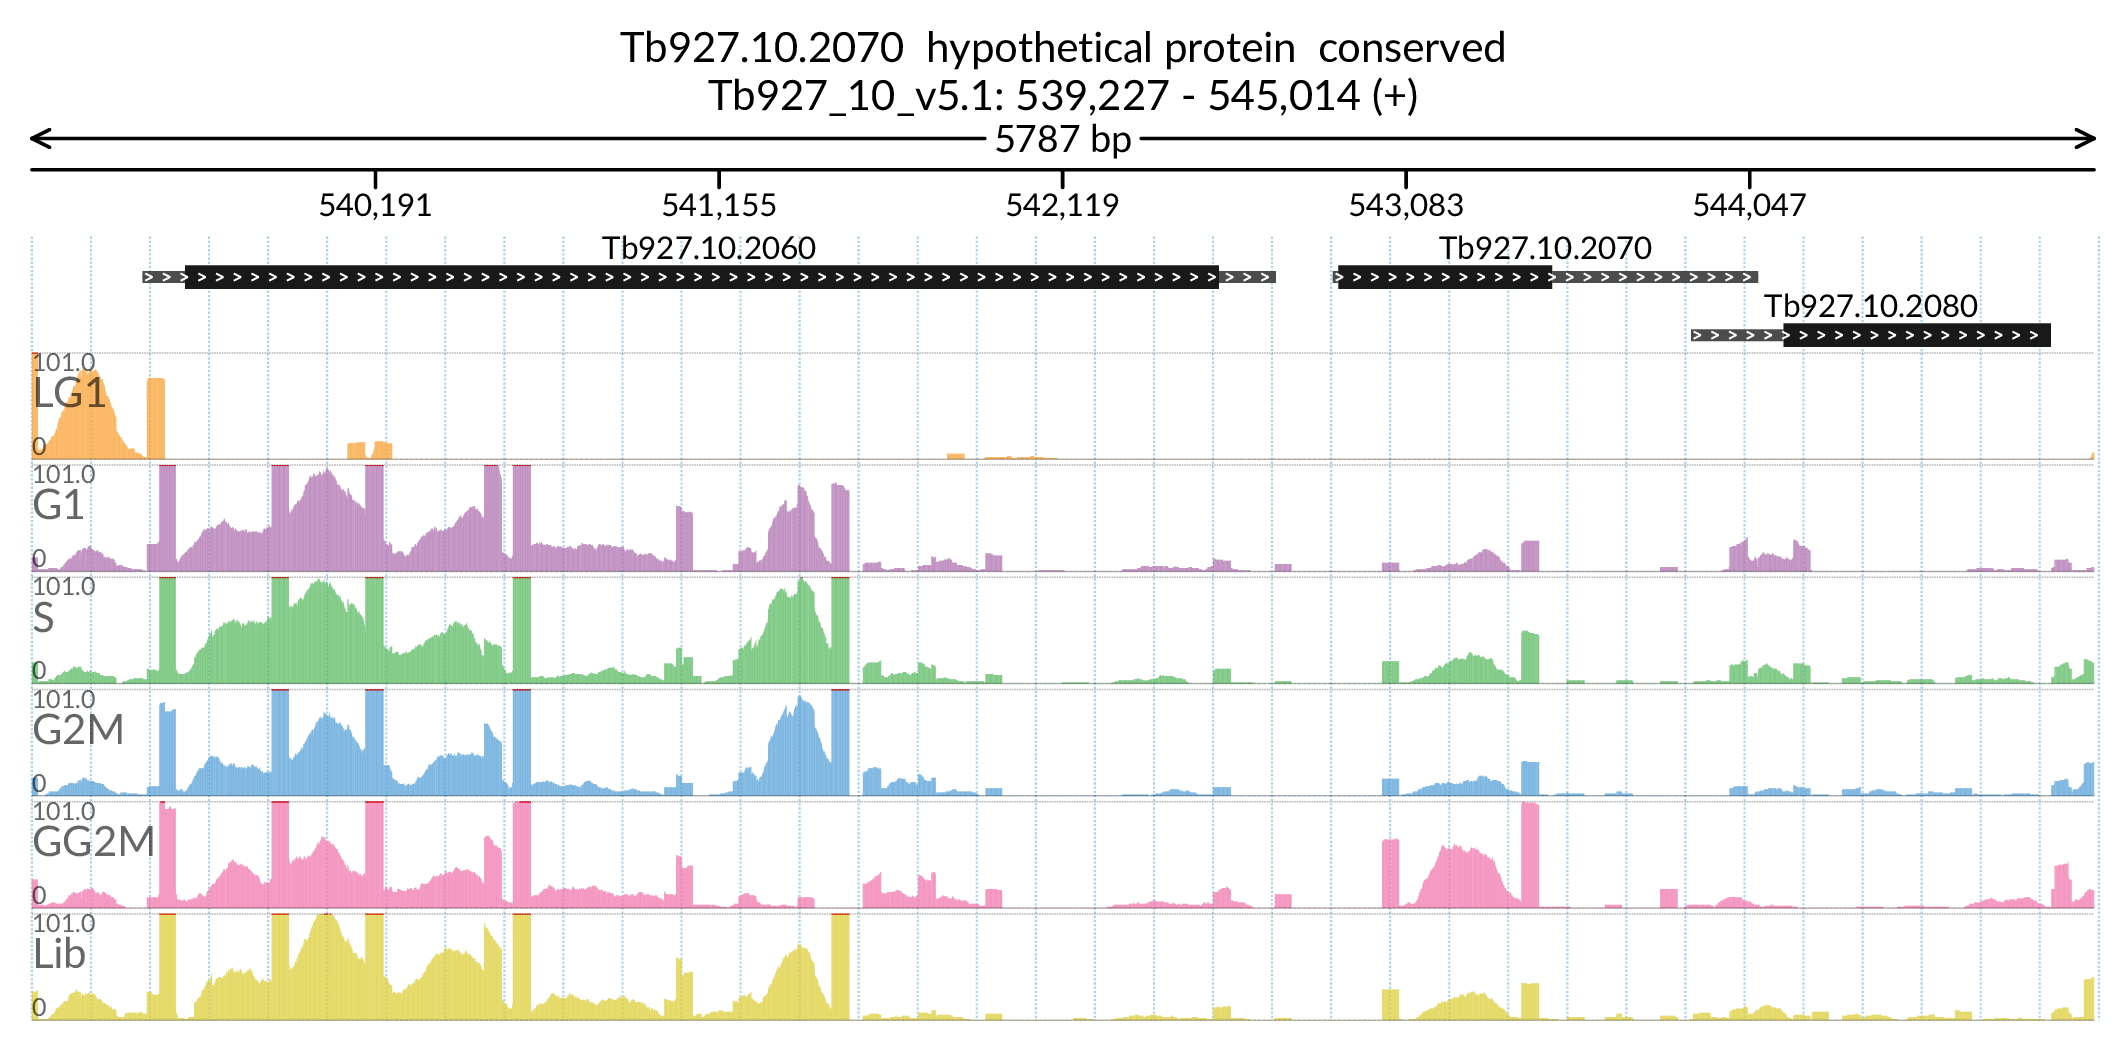 Tb927.10.2070  hypothetical protein  conserved
Tb927_10_v5.1: 539,227 - 545,014 (+)
5787 bp
540,191 541,155 542,119 543,083 544,047
Tb927.10.2060 Tb927.10.2070
Tb927.10.2080
101.0
LG1
0
101.0
G1
0
101.0
S
0
101.0
G2M
0
101.0
GG2M
0
101.0
Lib
0